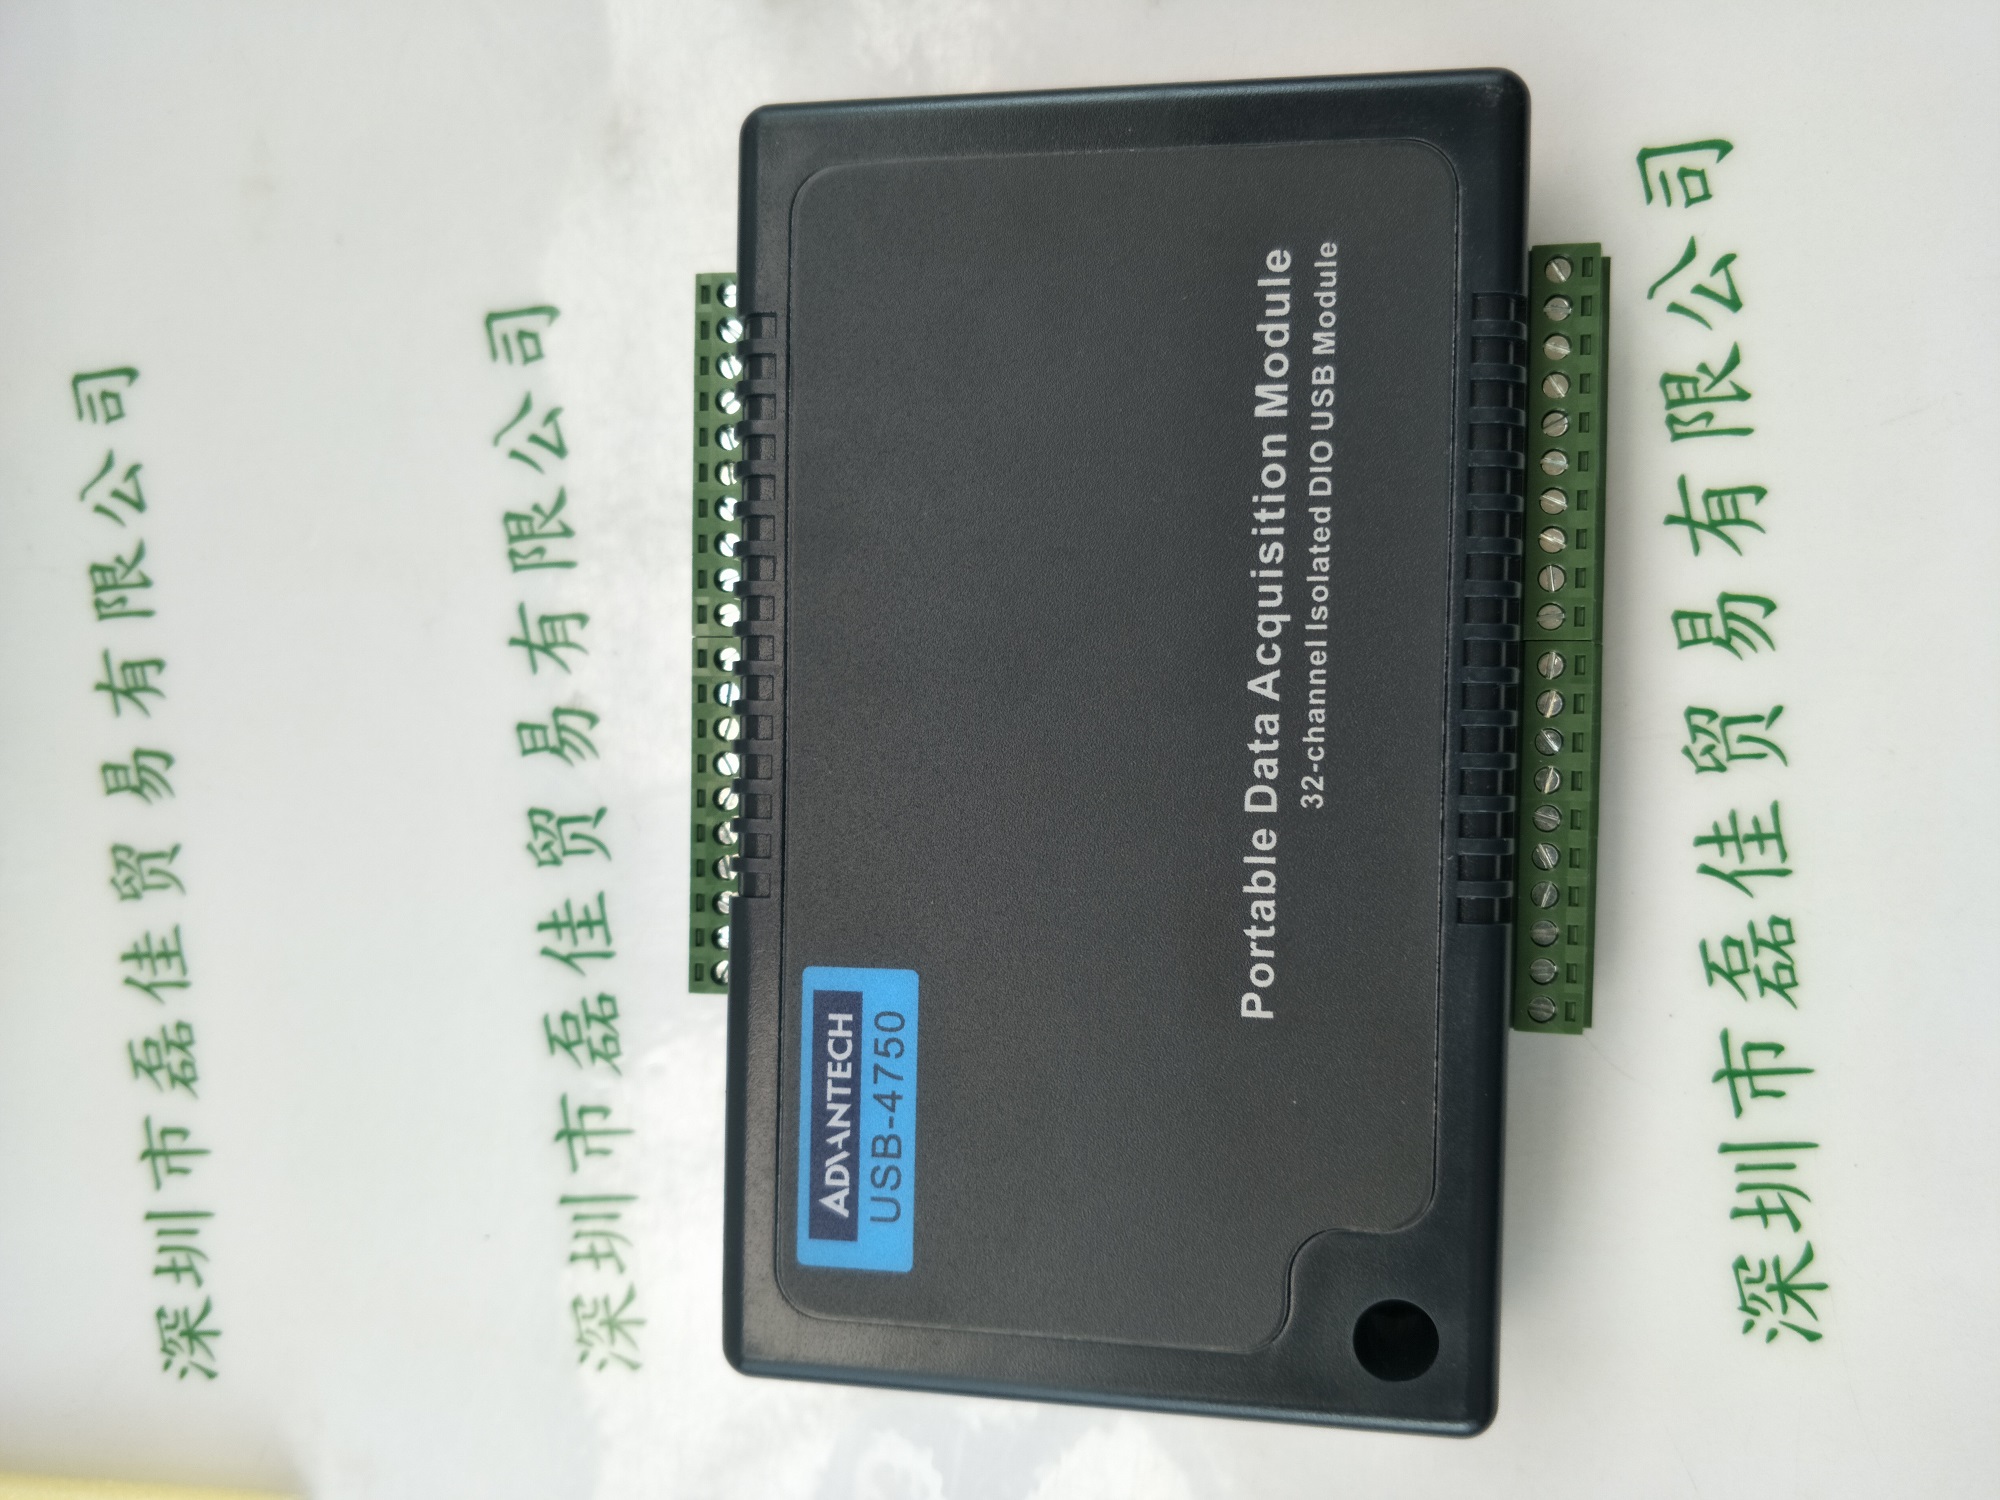 深圳市磊佳贸易有限公司
深圳市磊佳贸易有限公司
ADVANTECH
USB-4750
Portable Data Acquisition Module
32-channel Isolated DIO USB Module
深圳市磊佳贸易有限公司